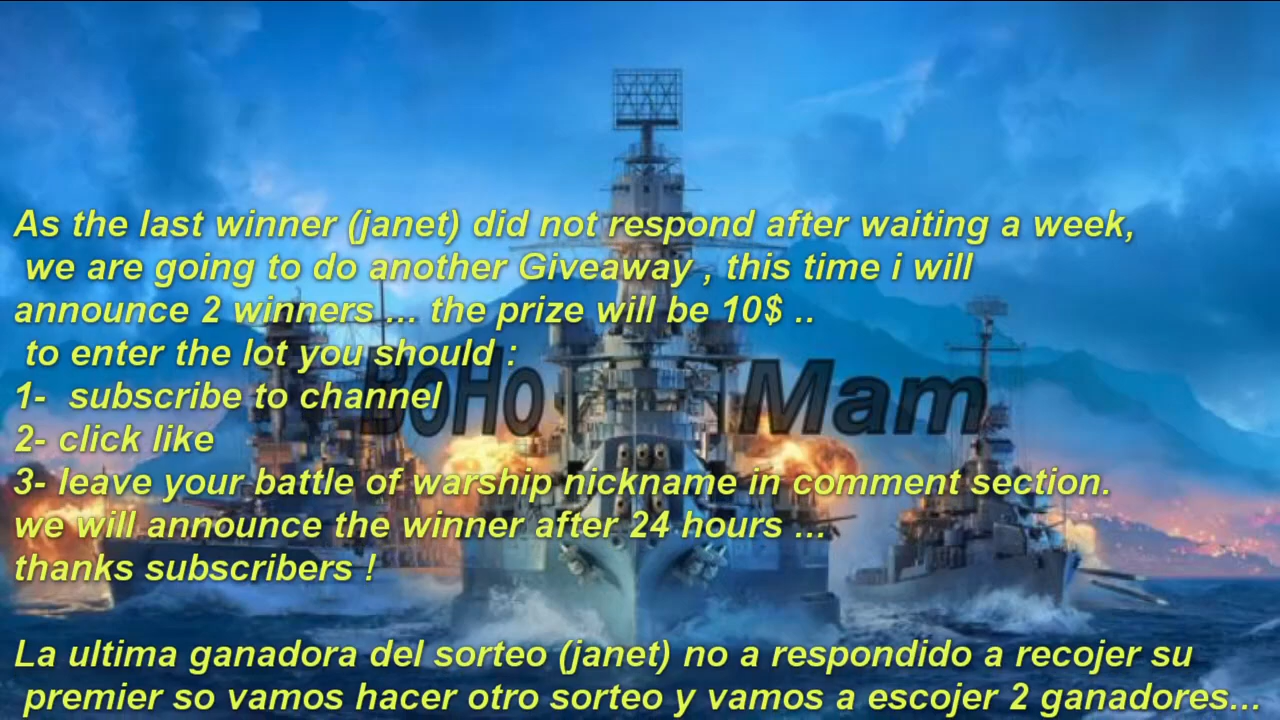 As the last winner (janet) did not respond after waiting a week,
we are going to do another Giveaway , this time i will
announce 2 winners ... the prize will be 10$ ..
to enter the lot you should :
BoHo Mam
1-  subscribe to channel
2- click like
3- leave your battle of warship nickname in comment section.
we will announce the winner after 24 hours ...
thanks subscribers !
La ultima ganadora del sorteo (janet) no a respondido a recojer su
premier so vamos hacer otro sorteo y vamos a escojer 2 ganadores...